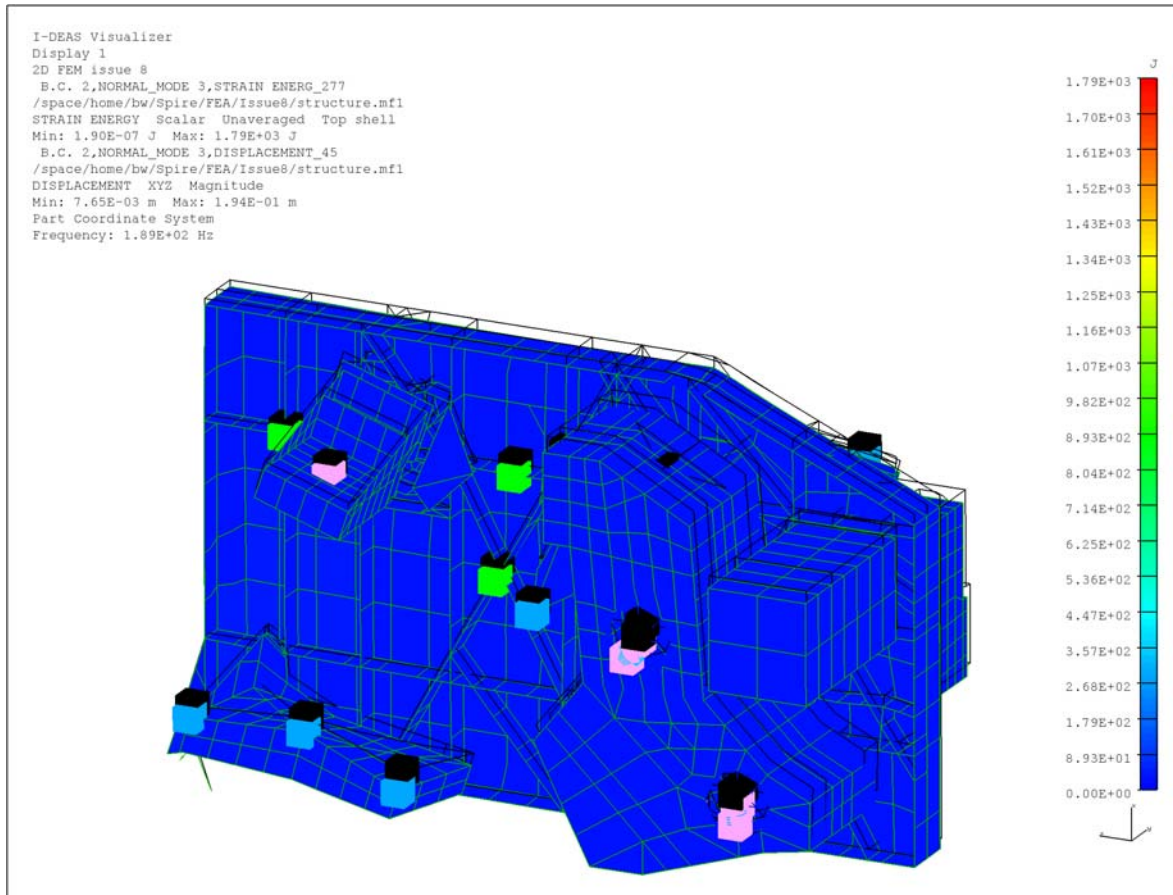 I-DEAS Visualizer
Display 1
2D FEM issue 8
B.C. 2,NORMAL_MODE 3,STRAIN ENERG_277
/space/home/bw/Spire/FEA/Issue8/structure.mf1
STRAIN ENERGY Scalar Unaveraged Top shell
Min: 1.90E-07 J Max: 1.79E+03 J
B.C. 2,NORMAL_MODE 3,DISPLACEMENT_45
/space/home/bw/Spire/FEA/Issue8/structure.mf1
DISPLACEMENT XYZ Magnitude
Min: 7.65E-03 m Max: 1.94E-01 m
Part Coordinate System
Frequency: 1.89E+02 Hz
J
1.79E+03
1.70E+03
1.61E+03
1.52E+03
1.43E+03
1.34E+03
1.25E+03
1.16E+03
1.07E+03
9.82E+02
8.93E+02
8.04E+02
7.14E+02
6.25E+02
5.36E+02
4.47E+02
3.57E+02
2.68E+02
1.79E+02
8.93E+01
0.00E+00